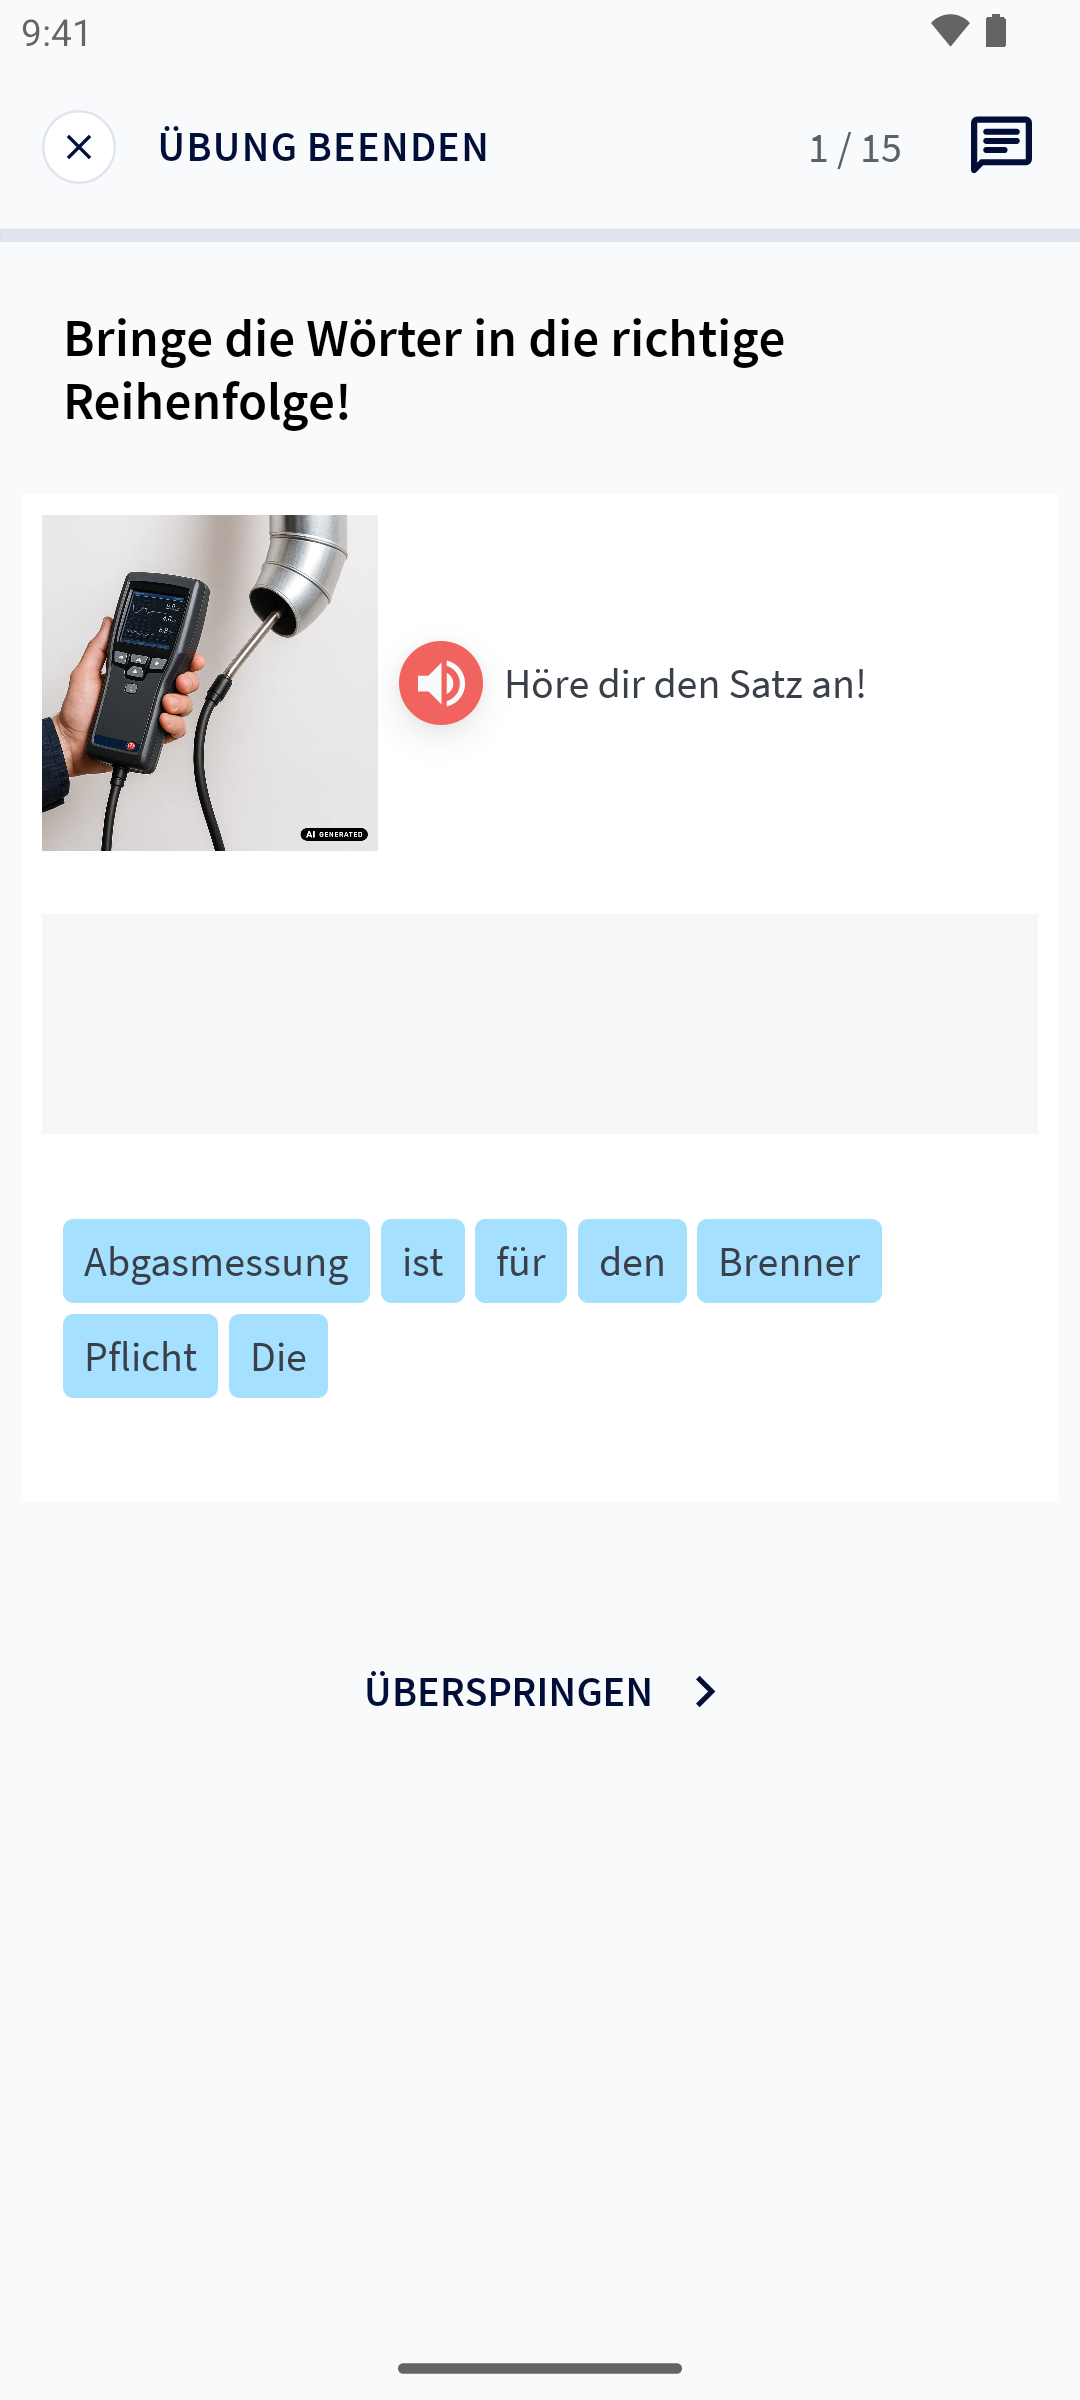 9:41
ÜBUNG BEENDEN
1 / 15
Bringe die Wörter in die richtige
Reihenfolge!
Höre dir den Satz an!
AI GENERATED
Abgasmessung ist für den Brenner
Pflicht Die
ÜBERSPRINGEN